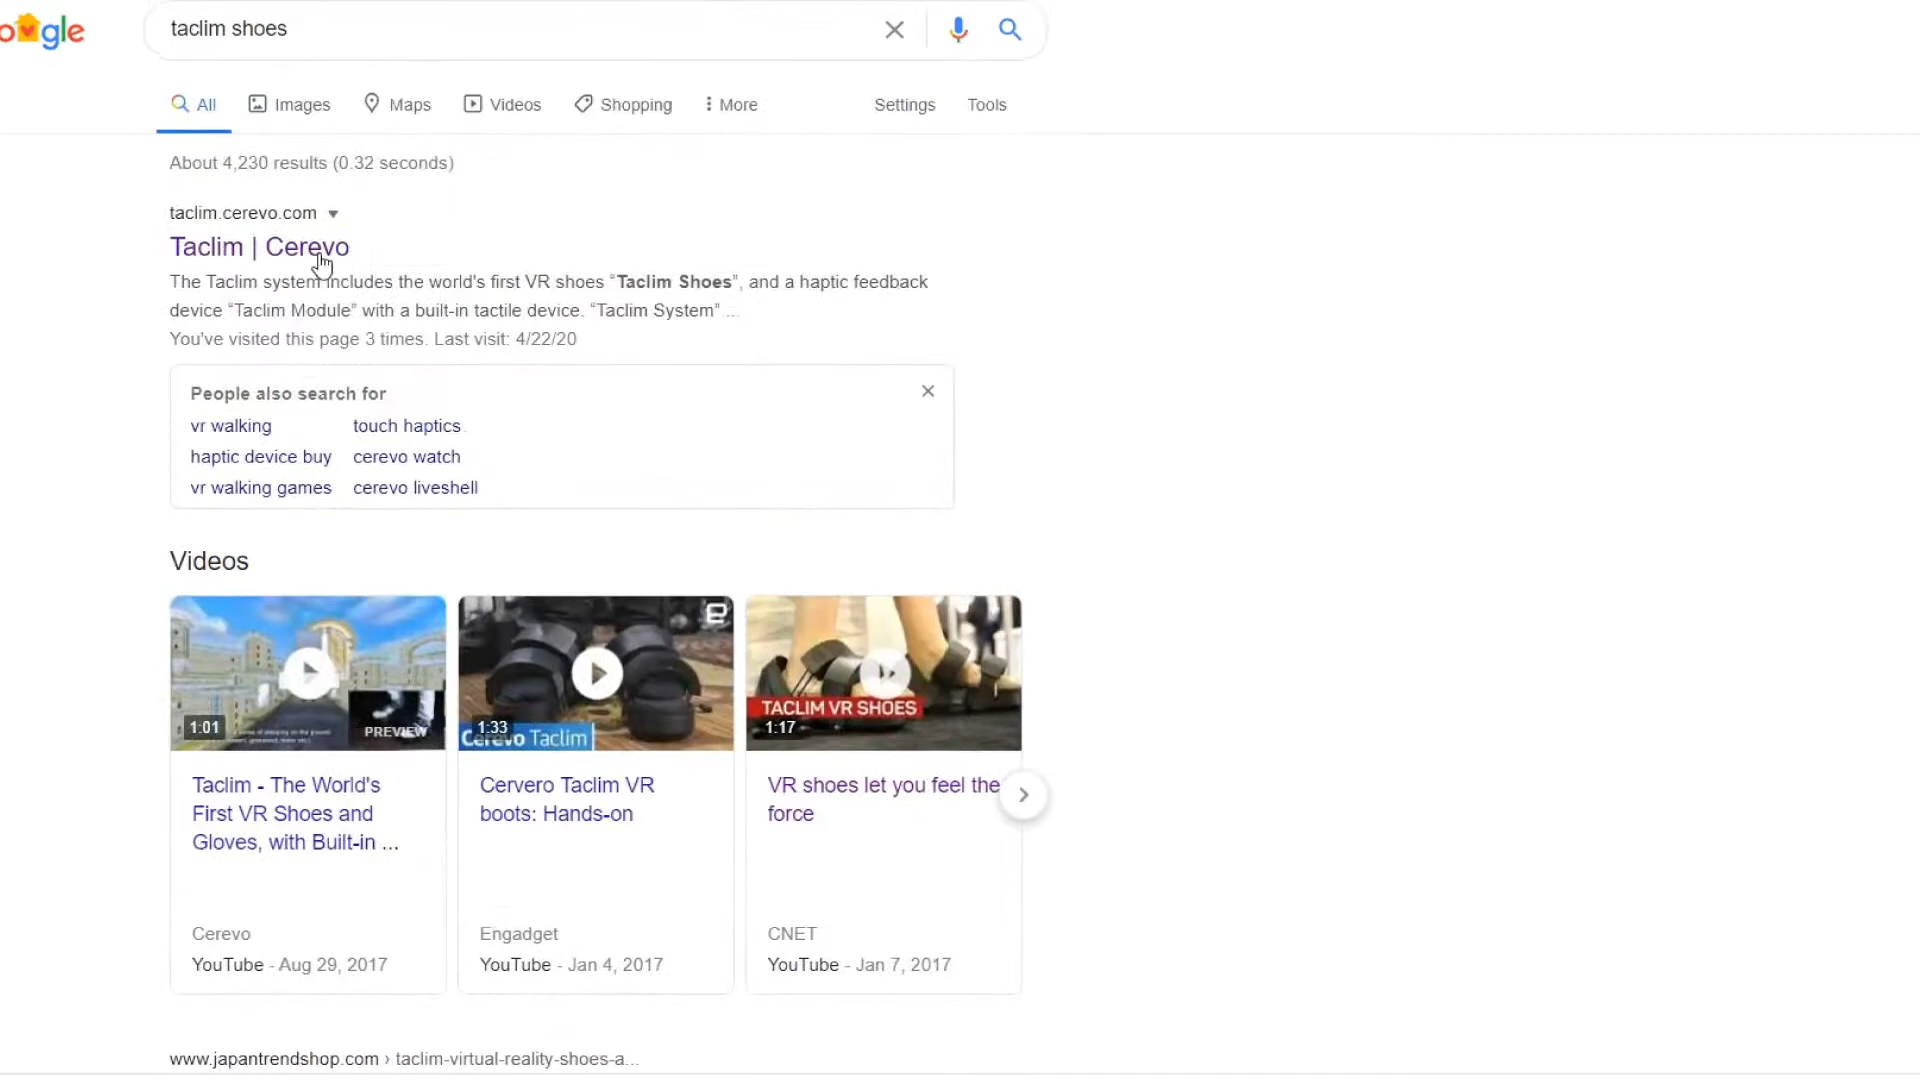 oogle
taclim shoes
All Images Maps Videos Shopping More Settings Tools
About 4,230 results (0.32 seconds)
taclim.cerevo.com
Taclim | Cerevo
The Taclim system includes the world's first VR shoes “Taclim Shoes”, and a haptic feedback
device “Taclim Module” with a built-in tactile device. “Taclim System” ...
You've visited this page 3 times. Last visit: 4/22/20
People also search for
vr walking touch haptics
haptic device buy cerevo watch
vr walking games cerevo liveshell
Videos
1:01
PREVIEW
1:33
Cerevo Taclim
TACLIM VR SHOES
1:17
Taclim - The World's
First VR Shoes and
Gloves, with Built-in ...
Cerevo
YouTube - Aug 29, 2017
Cervero Taclim VR
boots: Hands-on
Engadget
YouTube - Jan 4, 2017
VR shoes let you feel the
force
CNET
YouTube - Jan 7, 2017
www.japantrendshop.com › taclim-virtual-reality-shoes-a...